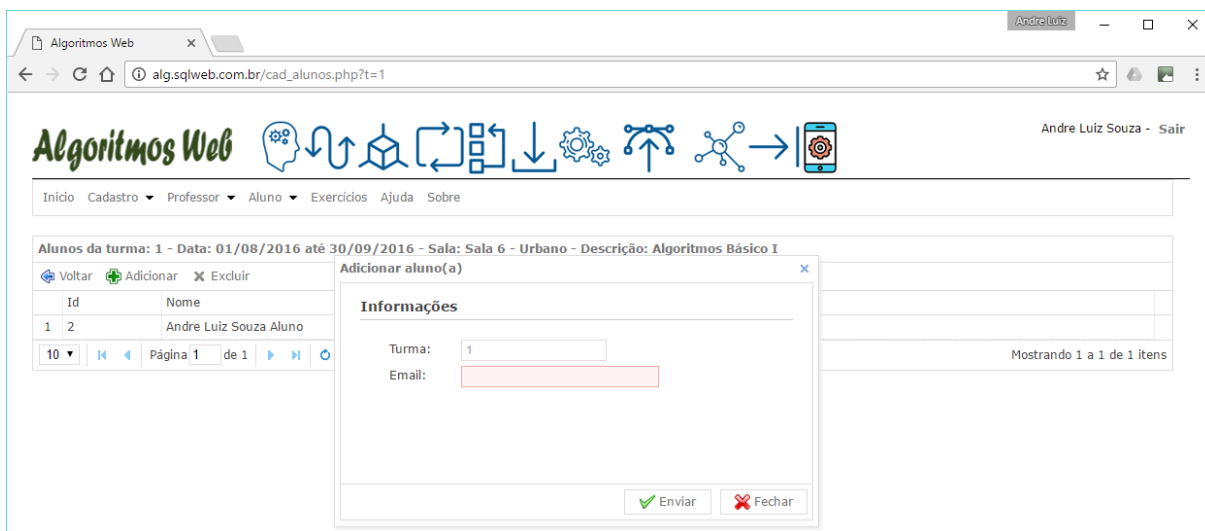 Andre Luiz
Algoritmos Web
alg.sqlweb.com.br/cad_alunos.php?t=1
Algoritmos Web
Andre Luiz Souza - Sair
Inicio Cadastro Professor Aluno Exercícios Ajuda Sobre
Alunos da turma: 1 - Data: 01/08/2016 até 30/09/2016 - Sala: Sala 6 - Urbano - Descrição: Algoritmos Básico I
Voltar Adicionar Excluir
Id Nome
1 2 Andre Luiz Souza Aluno
10 Página 1 de 1 Mostrando 1 a 1 de 1 itens
Adicionar aluno(a)
Informações
Turma: 1
Email:
Enviar Fechar